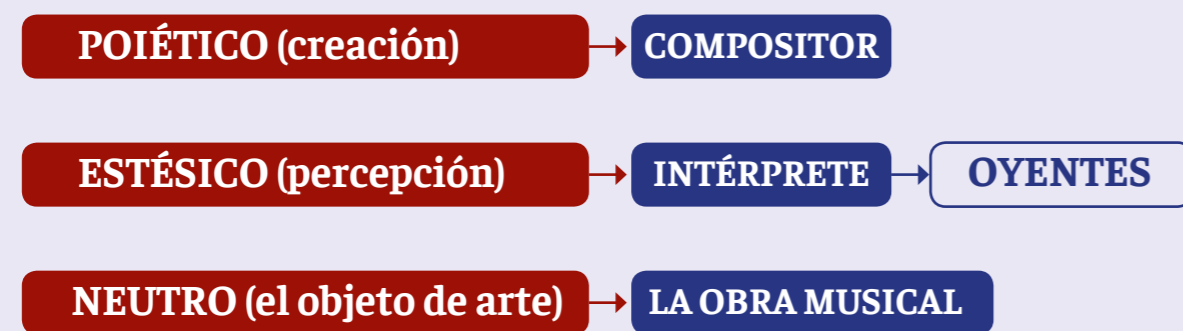 POIÉTICO (creación) COMPOSITOR
ESTÉSICO (percepción) INTÉRPRETE OYENTES
NEUTRO (el objeto de arte) LA OBRA MUSICAL